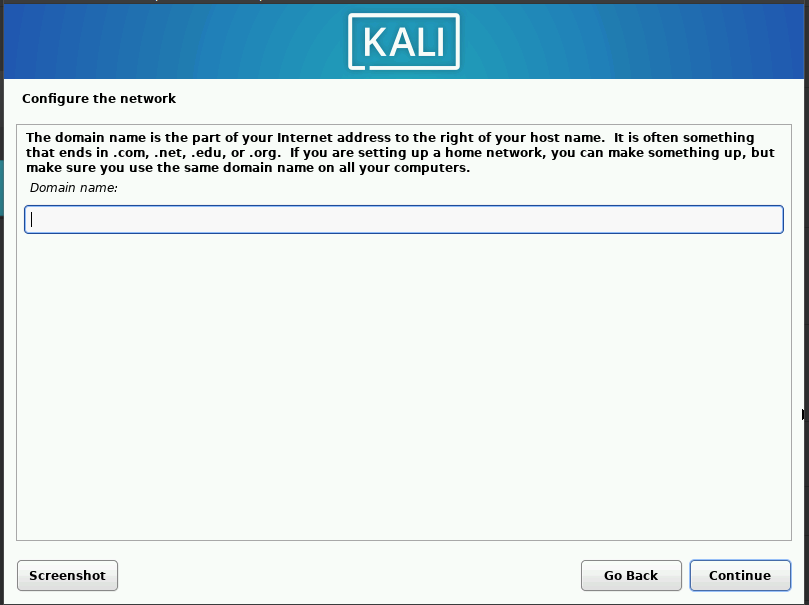 KALI
Configure the network
The domain name is the part of your Internet address to the right of your host name.  It is often something
that ends in .com, .net, .edu, or .org.  If you are setting up a home network, you can make something up, but
make sure you use the same domain name on all your computers.
Domain name:
Screenshot
Go Back
Continue